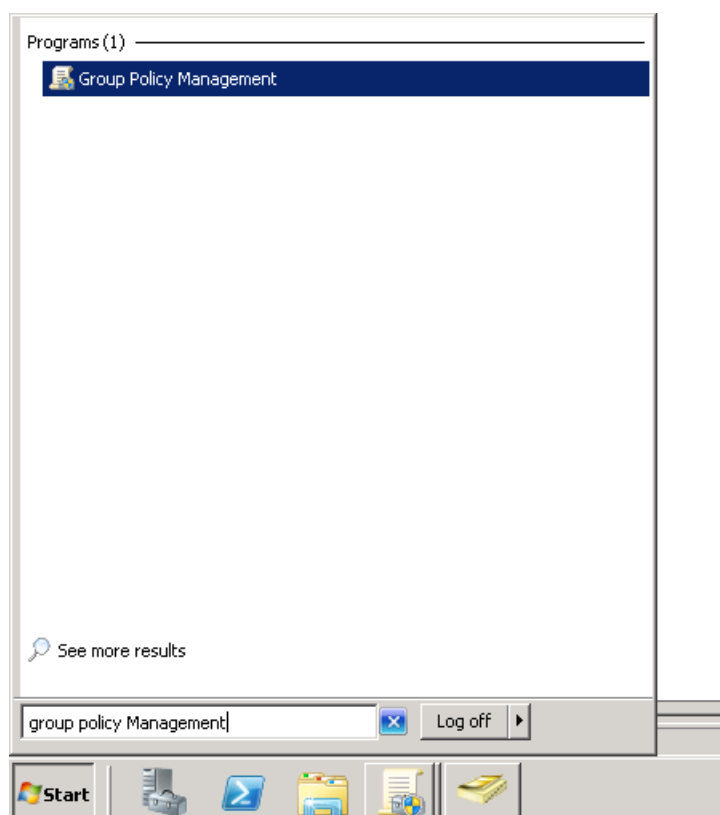 Programs (1)
Group Policy Management
See more results
group policy Management
Log off
Start